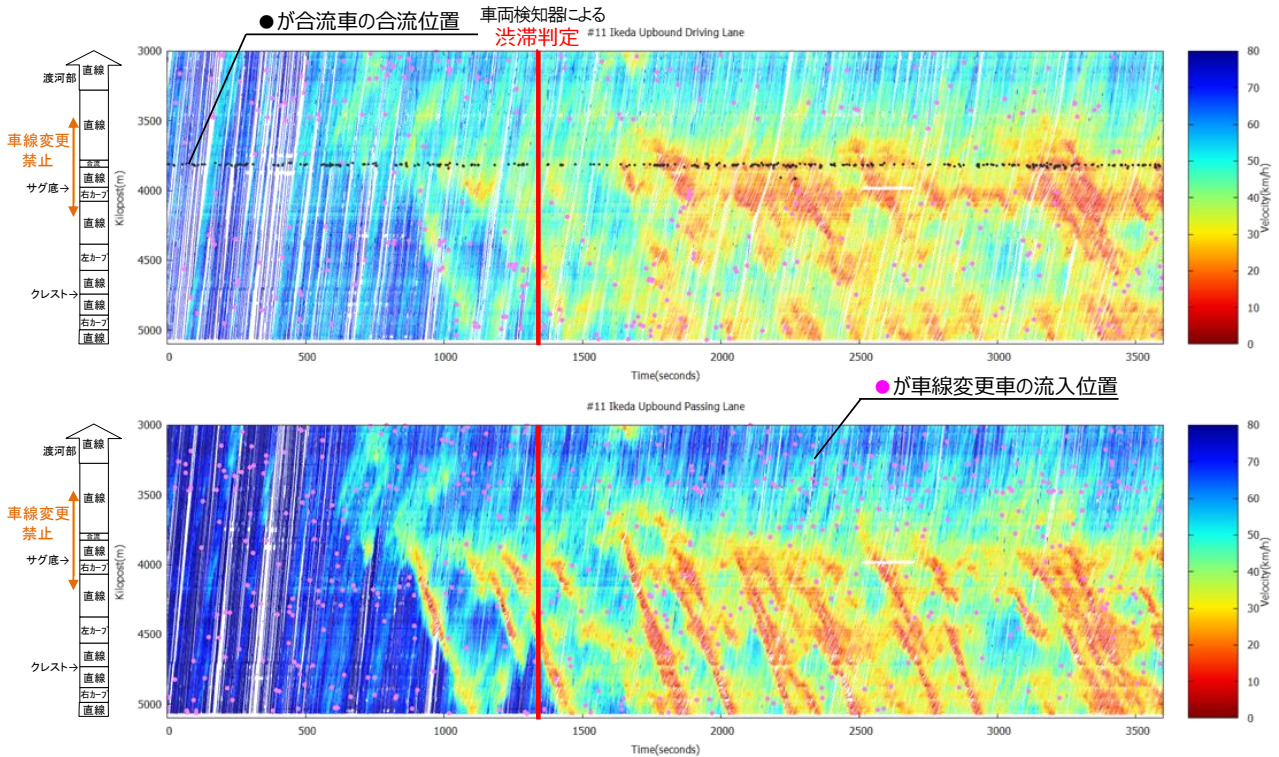 ●が合流車の合流位置
車両検知器による
渋滞判定
#11 Ikeda Upbound Driving Lane
渡河部
直線
直線
車線変更
禁止
合流
直線
サグ底→
右カーブ
直線
左カーブ
直線
クレスト→
直線
右カーブ
直線
Kilopost(m)
3000
3500
4000
4500
5000
0
500
1000
1500
2000
2500
3000
3500
Time(seconds)
80
70
60
50
40
30
20
10
0
Velocity(km/h)
●が車線変更車の流入位置
#11 Ikeda Upbound Passing Lane
渡河部
直線
直線
車線変更
禁止
合流
直線
サグ底→
右カーブ
直線
左カーブ
直線
クレスト→
直線
右カーブ
直線
Kilopost(m)
3000
3500
4000
4500
5000
0
500
1000
1500
2000
2500
3000
3500
Time(seconds)
80
70
60
50
40
30
20
10
0
Velocity(km/h)